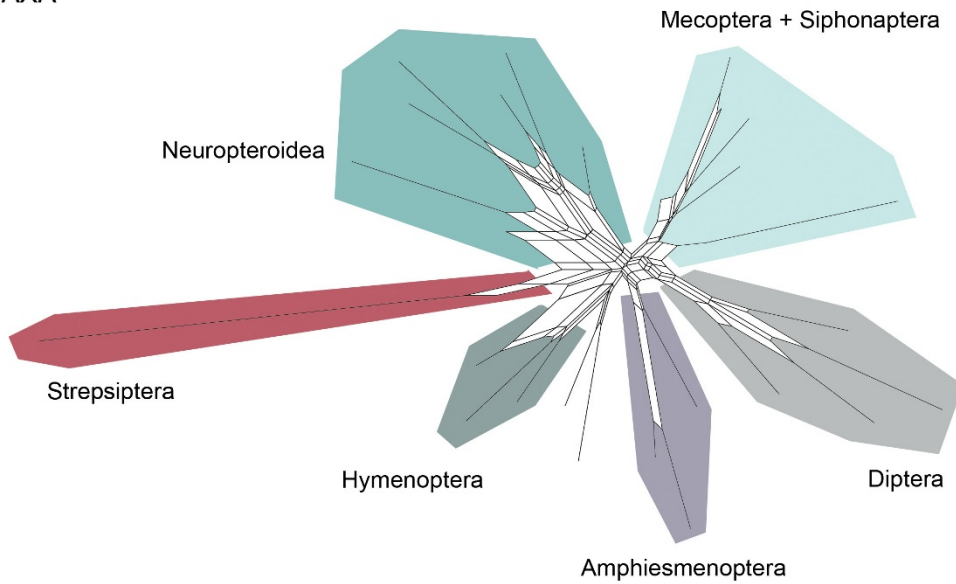 Mecoptera + Siphonaptera
Neuropteroidea
Strepsiptera
Hymenoptera
Diptera
Amphiesmenoptera